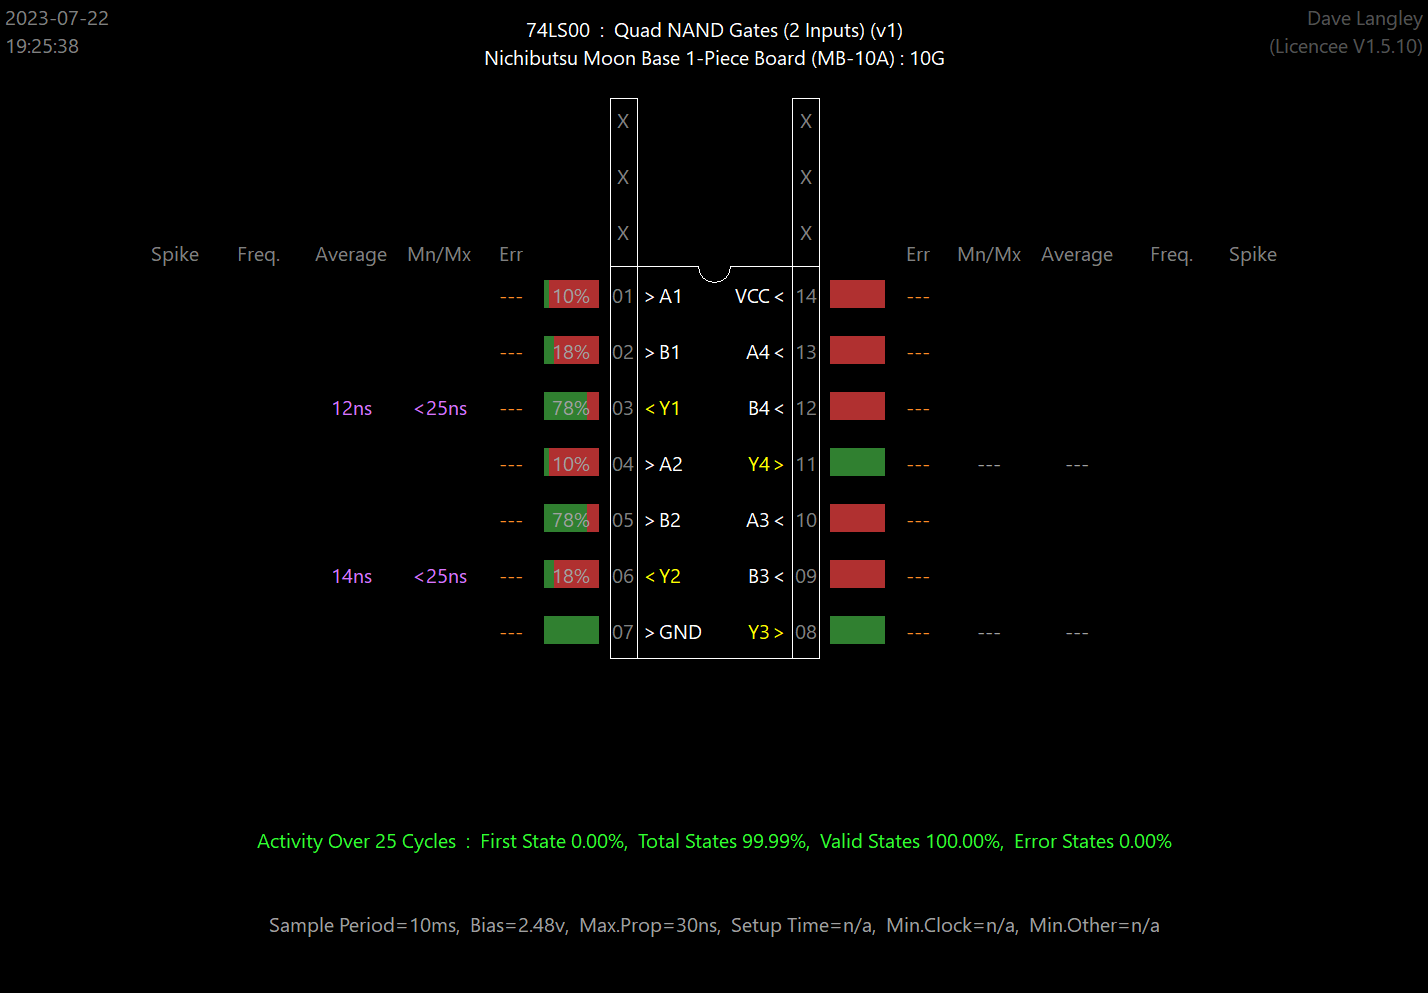 2023-07-22
19:25:38
74LS00 : Quad NAND Gates (2 Inputs) (v1)
Nichibutsu Moon Base 1-Piece Board (MB-10A) : 10G
Dave Langley
(Licencee V1.5.10)
X X
X X
X X
Spike Freq. Average Mn/Mx Err Err Mn/Mx Average Freq. Spike
--- 10% 01 > A1 VCC < 14 ---
--- 18% 02 > B1 A4 < 13 ---
12ns <25ns --- 78% 03 < Y1 B4 < 12 ---
--- 10% 04 > A2 Y4 > 11 --- --- ---
--- 78% 05 > B2 A3 < 10 ---
14ns <25ns --- 18% 06 < Y2 B3 < 09 ---
--- 07 > GND Y3 > 08 --- --- ---
Activity Over 25 Cycles : First State 0.00%, Total States 99.99%, Valid States 100.00%, Error States 0.00%
Sample Period=10ms, Bias=2.48v, Max.Prop=30ns, Setup Time=n/a, Min.Clock=n/a, Min.Other=n/a